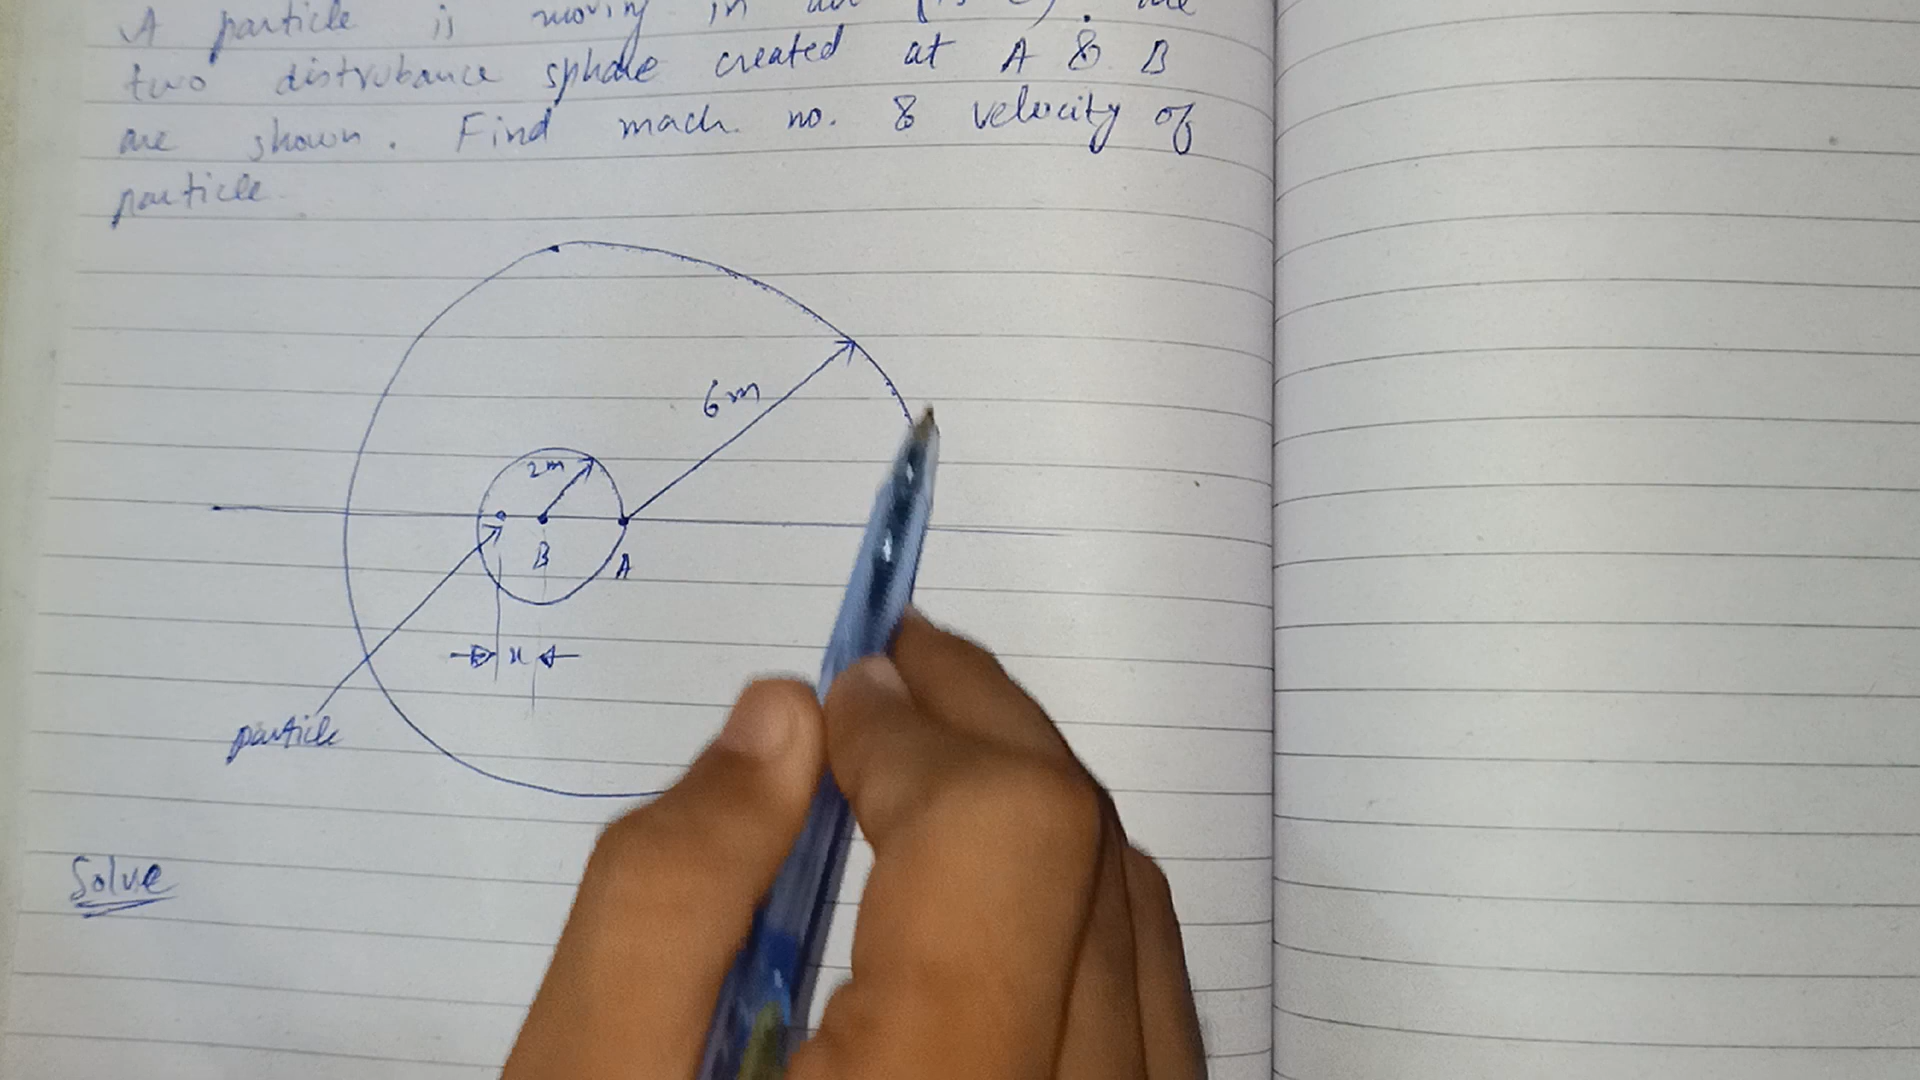 A particle is moving in
two distrubance sphare created at A & B
are shown. Find mach. no. & velocity of
particle
6m
2m
B
A
x
particle
Solve